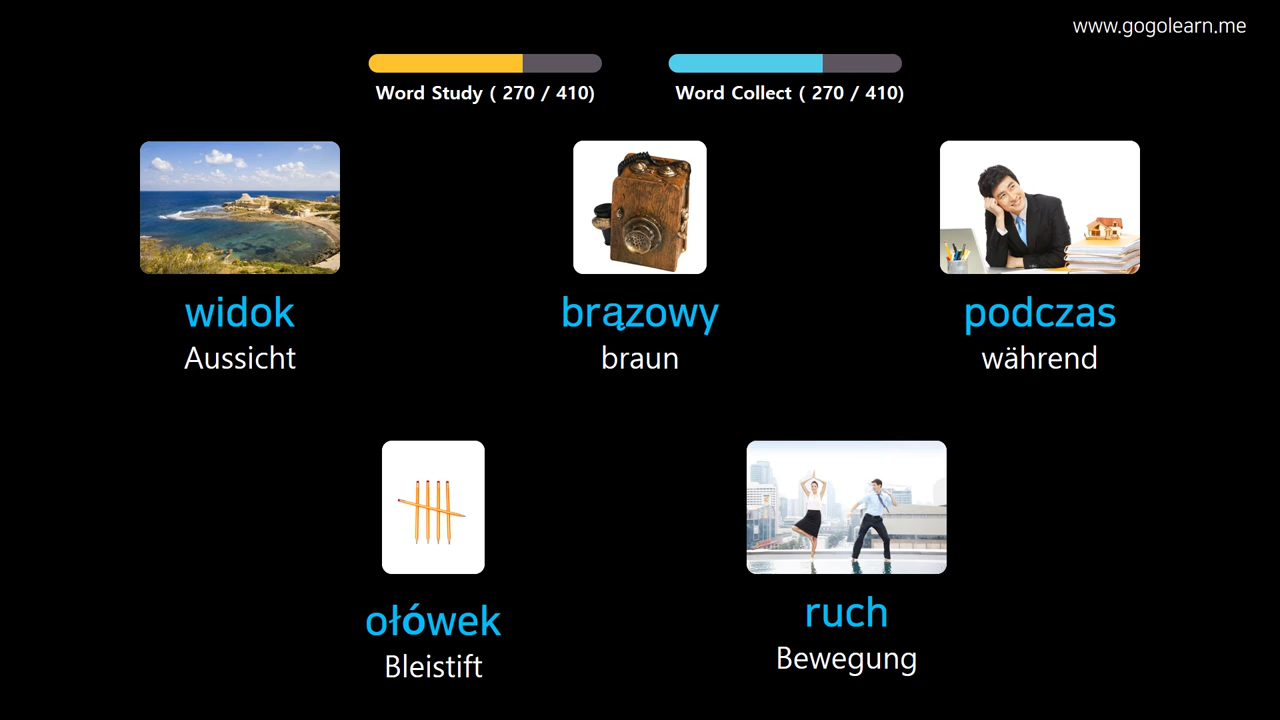 www.gogolearn.me
Word Study ( 270 / 410)
Word Collect ( 270 / 410)
widok
Aussicht
brązowy
braun
podczas
während
ołówek
Bleistift
ruch
Bewegung